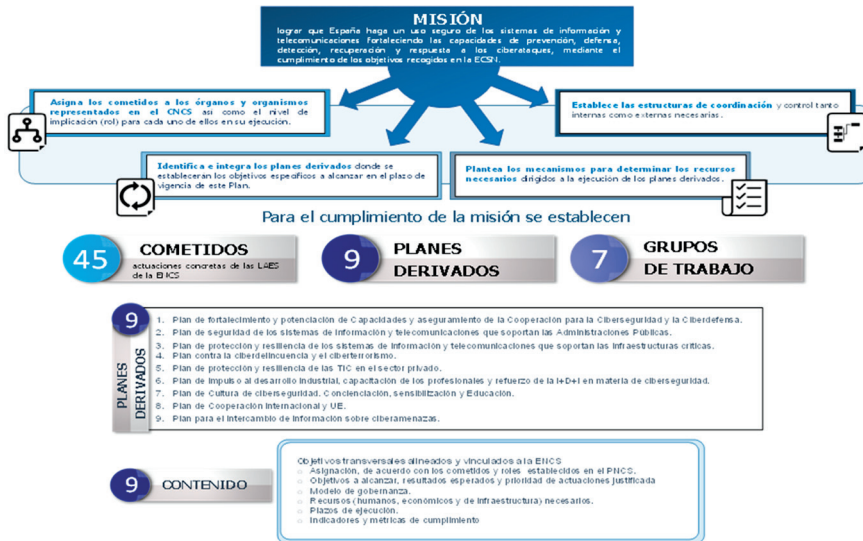 MISIÓN
lograr que España haga un uso seguro de los sistemas de información y
telecomunicaciones fortaleciendo las capacidades de prevención, defensa,
detección, recuperación y respuesta a los ciberataques, mediante el
cumplimiento de los objetivos recogidos en la ECSN.
Asigna los cometidos a los órganos y organismos
representados en el CNCS así como el nivel de
implicación (rol) para cada uno de ellos en su ejecución.
Establece las estructuras de coordinación y control tanto
internas como externas necesarias.
Identifica e integra los planes derivados donde se
establecerán los objetivos específicos a alcanzar en el plazo de
vigencia de este Plan.
Plantea los mecanismos para determinar los recursos
necesarios dirigidos a la ejecución de los planes derivados.
Para el cumplimiento de la misión se establecen
45
COMETIDOS
actuaciones concretas de las LAES
de la ENCS
9
PLANES
DERIVADOS
7
GRUPOS
DE TRABAJO
9
PLANES
DERIVADOS
1. Plan de fortalecimiento y potenciación de Capacidades y aseguramiento de la Cooperación para la Ciberseguridad y la Ciberdefensa.
2. Plan de seguridad de los sistemas de Información y telecomunicaciones que soportan las Administraciones Públicas.
3. Plan de protección y resiliencia de los sistemas de Información y telecomunicaciones que soportan las infraestructuras críticas.
4. Plan contra la ciberdelincuencia y el ciberterrorismo.
5. Plan de protección y resiliencia de las TIC en el sector privado.
6. Plan de Impulso al desarrollo Industrial, capacitación de los profesionales y refuerzo de la I+D+I en materia de ciberseguridad.
7. Plan de Cultura de ciberseguridad. Concienciación, sensibilización y Educación.
8. Plan de Cooperación Internacional y UE.
9. Plan para el Intercambio de Información sobre ciberamenazas.
9
CONTENIDO
Objetivos transversales alineados y vinculados a la ENCS
○ Asignación, de acuerdo con los cometidos y roles establecidos en el PNCS.
○ Objetivos a alcanzar, resultados esperados y prioridad de actuaciones justificada
○ Modelo de gobernanza.
○ Recursos (humanos, económicos y de infraestructura) necesarios.
○ Plazos de ejecución.
○ Indicadores y métricas de cumplimiento